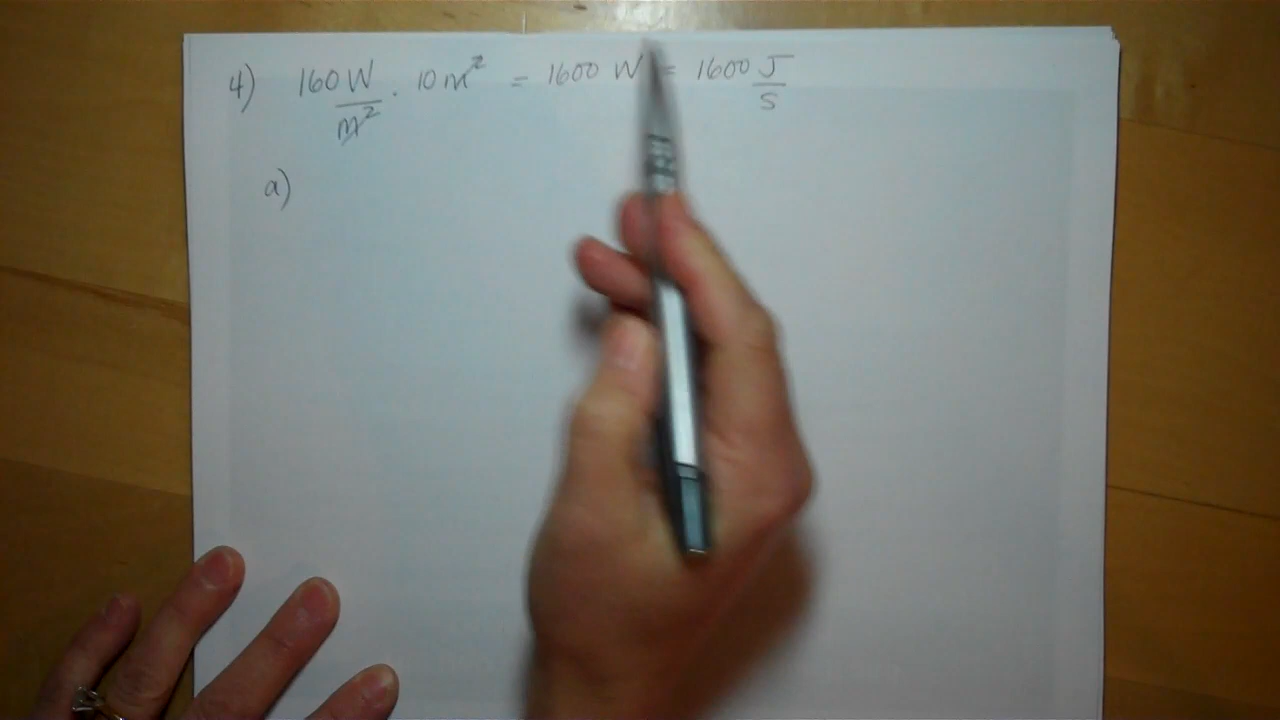 4) 160 W/m² · 10 m² = 1600 W = 1600 J/s
a)